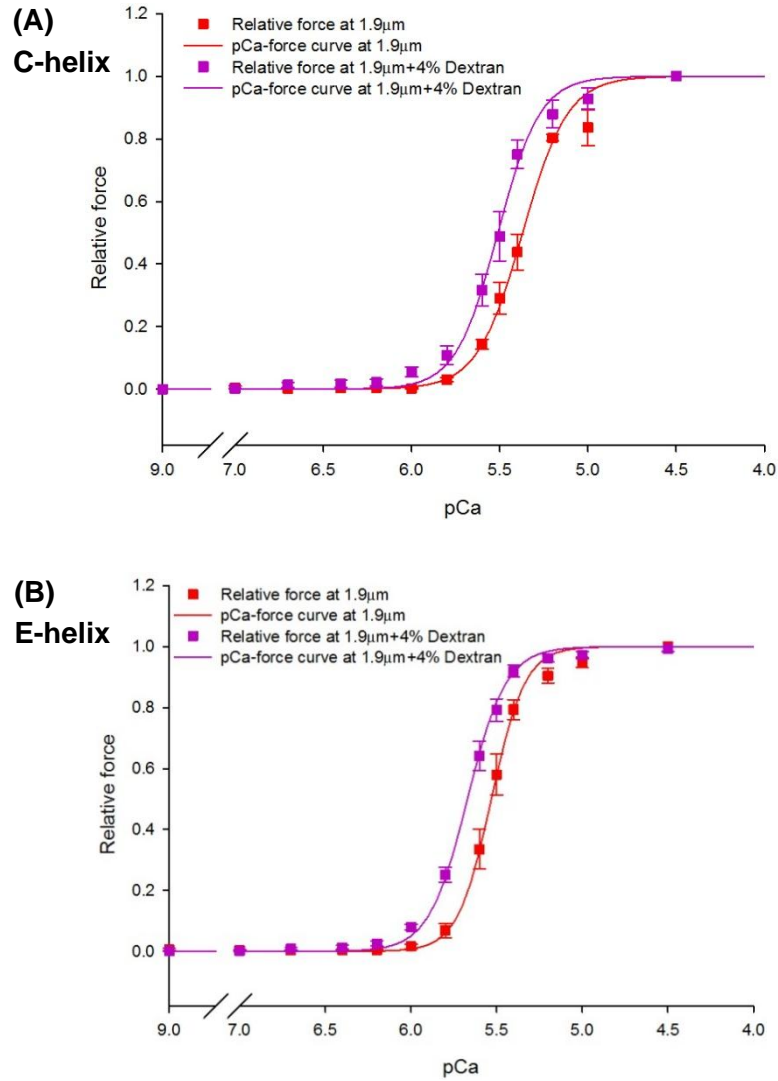 (A)
C-helix
Relative force at 1.9μm
pCa-force curve at 1.9μm
Relative force at 1.9μm+4% Dextran
pCa-force curve at 1.9μm+4% Dextran
1.2
1.0
0.8
0.6
0.4
0.2
0.0
Relative force
9.0 7.0 6.5 6.0 5.5 5.0 4.5 4.0
pCa
(B)
E-helix
Relative force at 1.9μm
pCa-force curve at 1.9μm
Relative force at 1.9μm+4% Dextran
pCa-force curve at 1.9μm+4% Dextran
1.2
1.0
0.8
0.6
0.4
0.2
0.0
Relative force
9.0 7.0 6.5 6.0 5.5 5.0 4.5 4.0
pCa